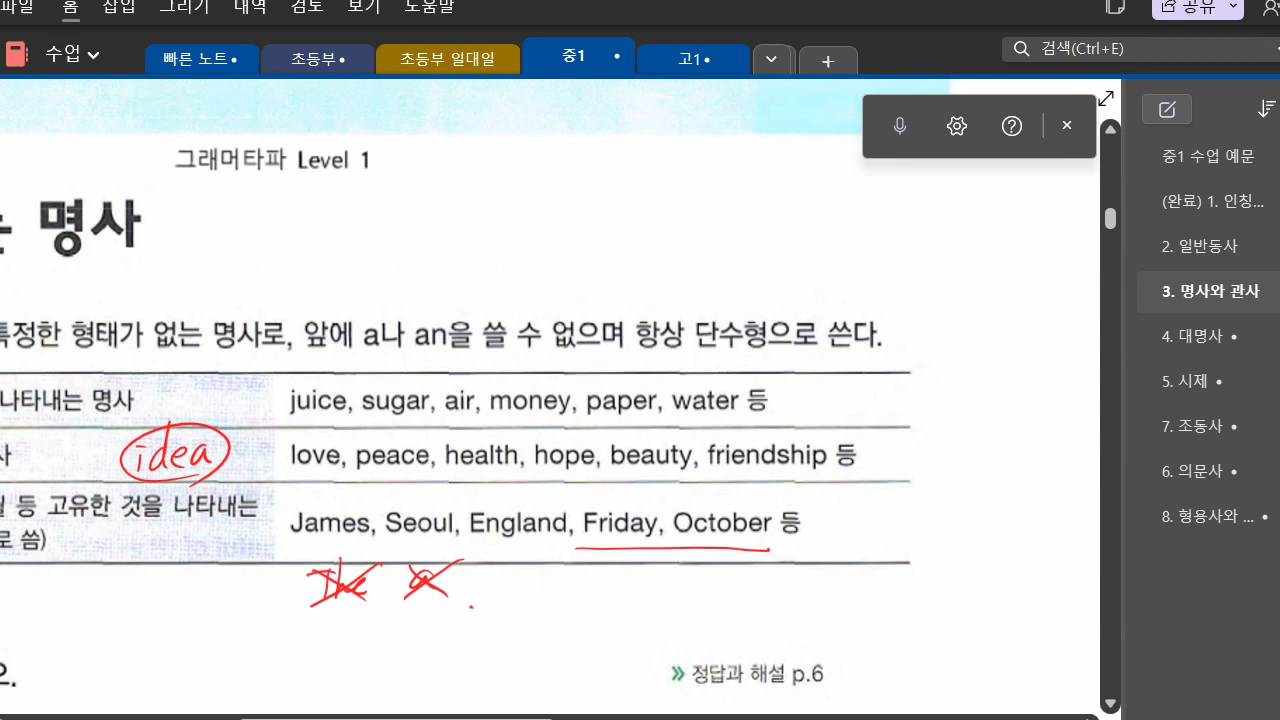 파일 홈 삽입 그리기 대역 검토 보기 도움말 공유
수업 빠른 노트 초등부 초등부 일대일 중1 고1 + 검색(Ctrl+E)
그래머타파 Level 1
명사
특정한 형태가 없는 명사로, 앞에 a나 an을 쓸 수 없으며 항상 단수형으로 쓴다.
나타내는 명사 juice, sugar, air, money, paper, water 등
사 idea love, peace, health, hope, beauty, friendship 등
등 고유한 것을 나타내는
로 씀) James, Seoul, England, Friday, October 등
The a
오.
» 정답과 해설 p.6
중1 수업 예문
(완료) 1. 인칭...
2. 일반동사
3. 명사와 관사
4. 대명사
5. 시제
7. 조동사
6. 의문사
8. 형용사와 ...